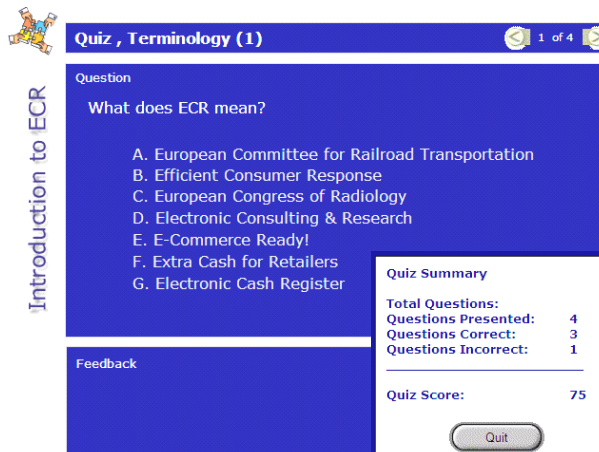 Quiz , Terminology (1)
1 of 4
Introduction to ECR
Question
What does ECR mean?
A. European Committee for Railroad Transportation
B. Efficient Consumer Response
C. European Congress of Radiology
D. Electronic Consulting & Research
E. E-Commerce Ready!
F. Extra Cash for Retailers
G. Electronic Cash Register
Feedback
Quiz Summary
Total Questions:
Questions Presented: 4
Questions Correct: 3
Questions Incorrect: 1
Quiz Score: 75
Quit